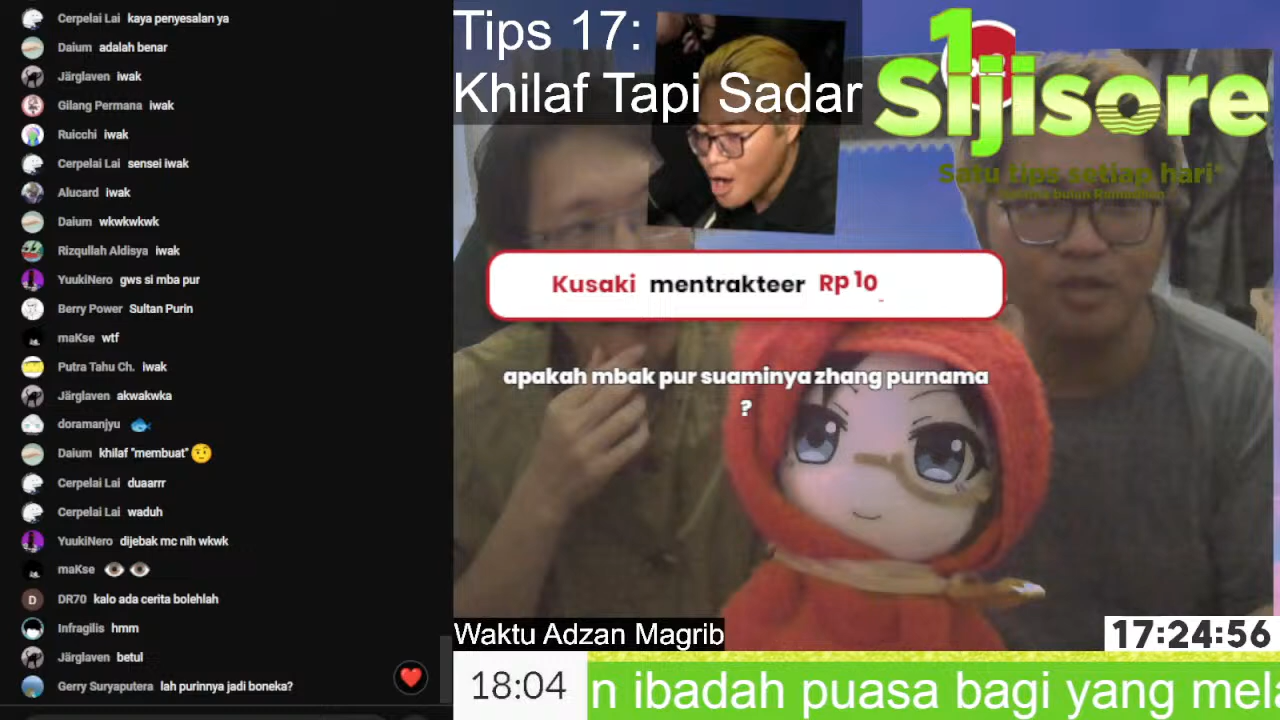 Cerpelai Lai kaya penyesalan ya
Daium adalah benar
Järglaven iwak
Gilang Permana iwak
Ruicchi iwak
Cerpelai Lai sensei iwak
Alucard iwak
Daium wkwkwkwk
Rizqullah Aldisya iwak
YuukiNero gws si mba pur
Berry Power Sultan Purin
maKse wtf
Putra Tahu Ch. iwak
Järglaven akwakwka
doramanjyu 🐟
Daium khilaf "membuat" 🤨
Cerpelai Lai duaarrr
Cerpelai Lai waduh
YuukiNero dijebak mc nih wkwk
maKse 👁️ 👁️
D DR70 kalo ada cerita bolehlah
Infragilis hmm
Järglaven betul
Gerry Suryaputera lah purinnya jadi boneka?
Tips 17:
Khilaf Tapi Sadar
1
Sijisore
Satu tips setiap hari*
Kusaki mentrakteer Rp 10
apakah mbak pur suaminya zhang purnama
?
Waktu Adzan Magrib
17:24:56
18:04
n ibadah puasa bagi yang mela